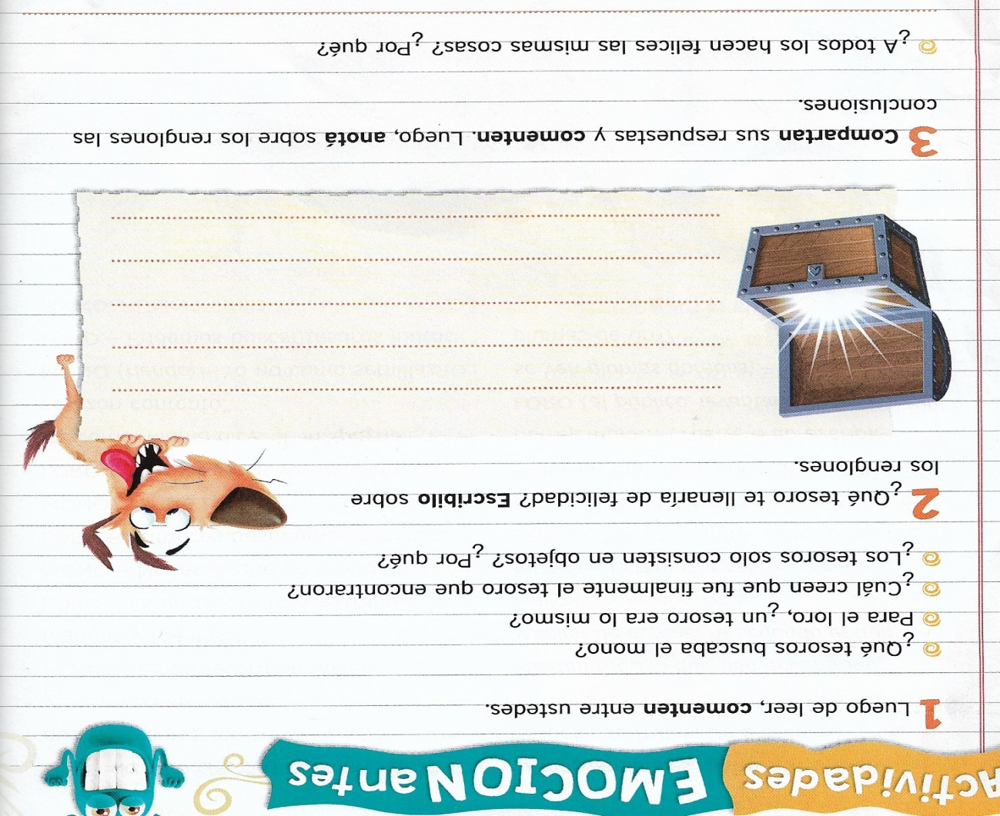 Actividades EMOCIONantes
1 Luego de leer, comenten entre ustedes.
¿Qué tesoros buscaba el mono?
Para el loro, ¿un tesoro era lo mismo?
¿Cuál creen que fue finalmente el tesoro que encontraron?
¿Los tesoros solo consisten en objetos? ¿Por qué?
2 ¿Qué tesoro te llenaría de felicidad? Escribilo sobre
los renglones.
3 Compartan sus respuestas y comenten. Luego, anotá sobre los renglones las
conclusiones.
¿A todos los hacen felices las mismas cosas? ¿Por qué?